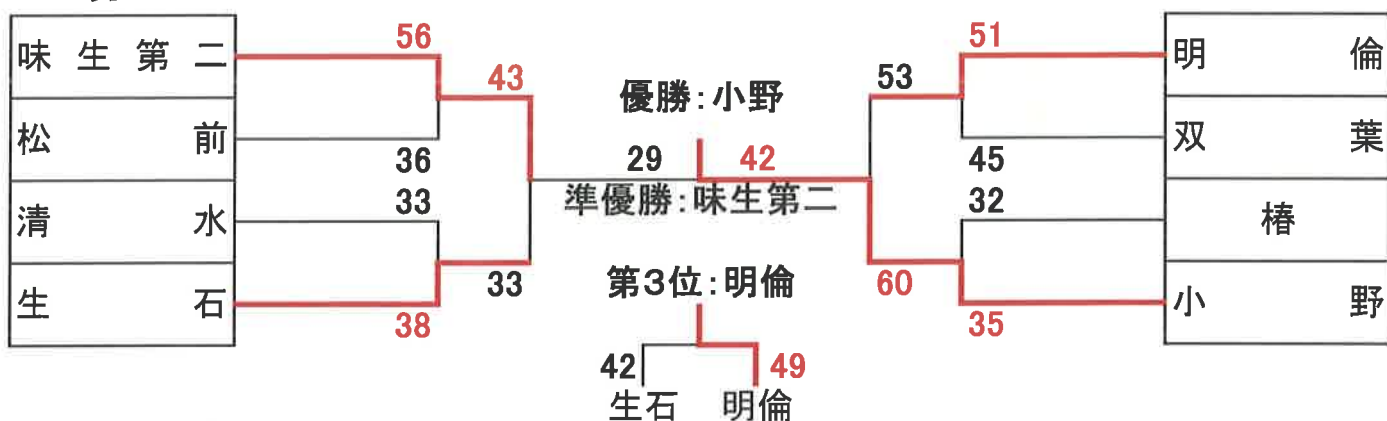 味生第二
56
51
明倫
43
優勝:小野
53
松前
36
29
42
45
双葉
準優勝:味生第二
清水
33
32
椿
生石
38
33
第3位:明倫
60
35
小野
42
49
生石
明倫